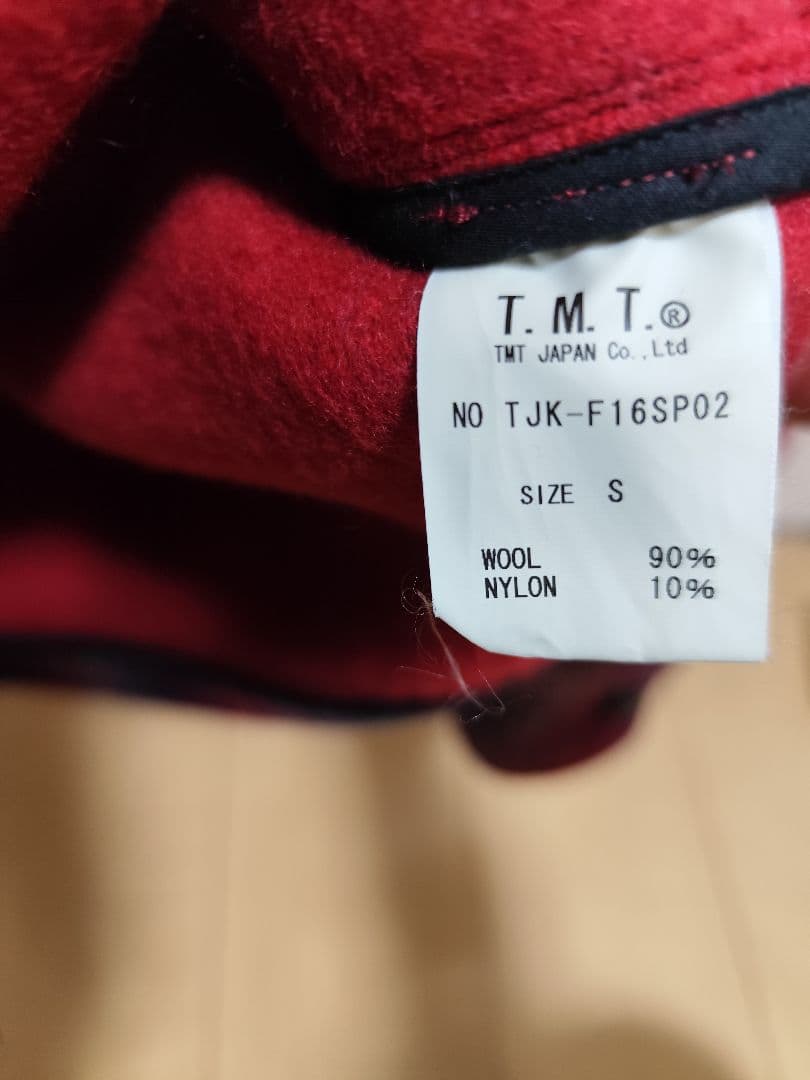 T.M.T.®
TMT JAPAN Co.,Ltd
NO TJK-F16SP02
SIZE S
WOOL 90%
NYLON 10%